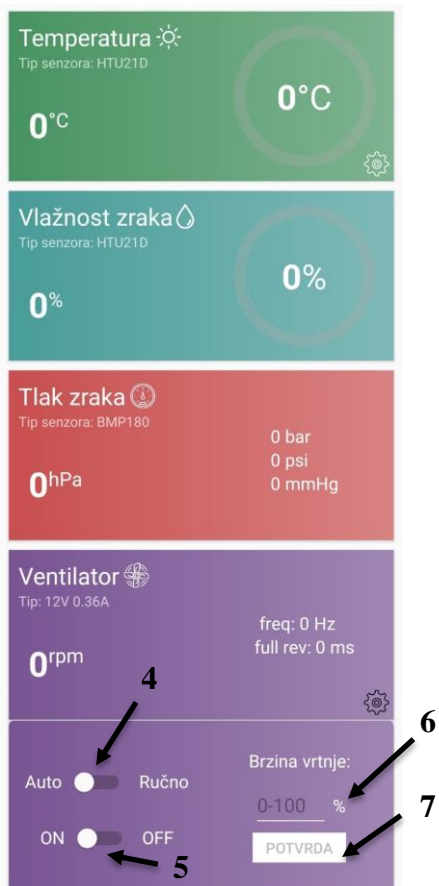 Temperatura
Tip senzora: HTU21D
0°C
0°C
Vlažnost zraka
Tip senzora: HTU21D
0%
0%
Tlak zraka
Tip senzora: BMP180
0hPa
0 bar
0 psi
0 mmHg
Ventilator
Tip: 12V 0.36A
0rpm
freq: 0 Hz
full rev: 0 ms
4
6
Brzina vrtnje:
Auto Ručno
0-100 %
7
ON OFF
POTVRDA
5